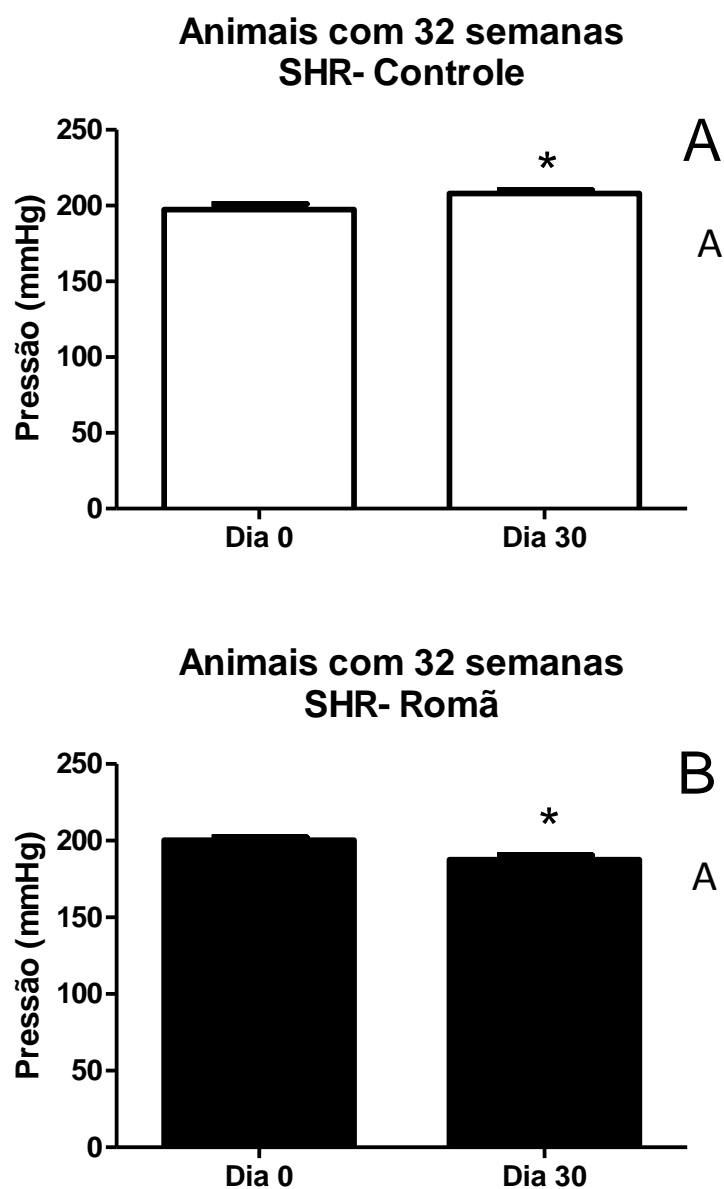 Animais com 32 semanas
SHR- Controle
A
A
*
Pressão (mmHg)
250
200
150
100
50
0
Dia 0 Dia 30
Animais com 32 semanas
SHR- Romã
B
A
*
Pressão (mmHg)
250
200
150
100
50
0
Dia 0 Dia 30